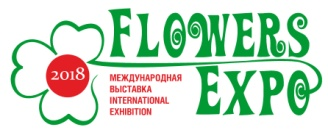 FLOWERS
2018
МЕЖДУНАРОДНАЯ
ВЫСТАВКА
INTERNATIONAL
EXHIBITION
EXPO